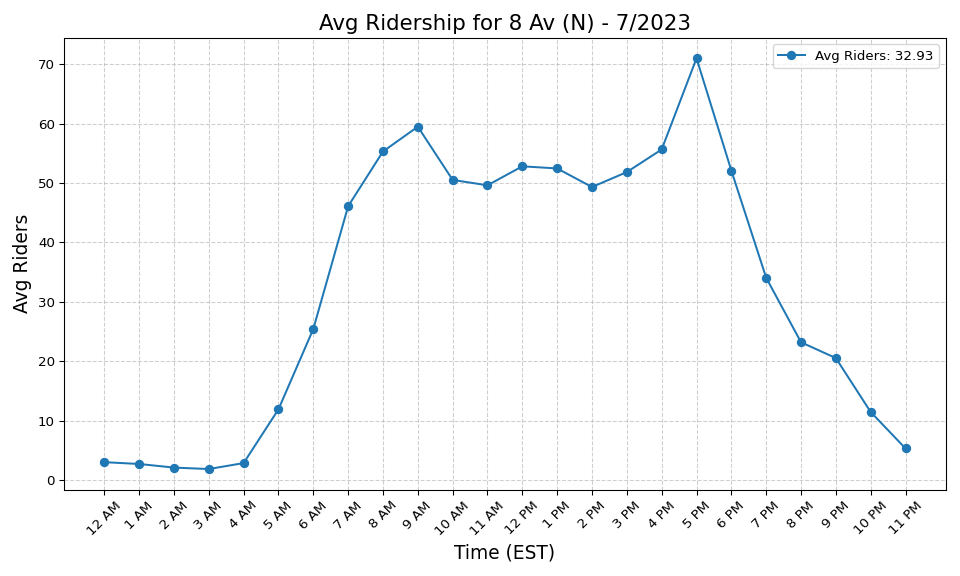 Avg Ridership for 8 Av (N) - 7/2023
Avg Riders: 32.93
Avg Riders
70
60
50
40
30
20
10
0
12 AM
1 AM
2 AM
3 AM
4 AM
5 AM
6 AM
7 AM
8 AM
9 AM
10 AM
11 AM
12 PM
1 PM
2 PM
3 PM
4 PM
5 PM
6 PM
7 PM
8 PM
9 PM
10 PM
11 PM
Time (EST)